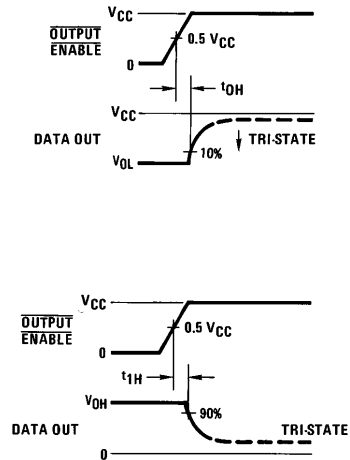 VCC
OUTPUT
ENABLE
0.5 VCC
0
tOH
VCC
DATA OUT
TRI-STATE
10%
VOL
VCC
OUTPUT
ENABLE
0.5 VCC
0
t1H
VOH
90%
DATA OUT
TRI-STATE
0